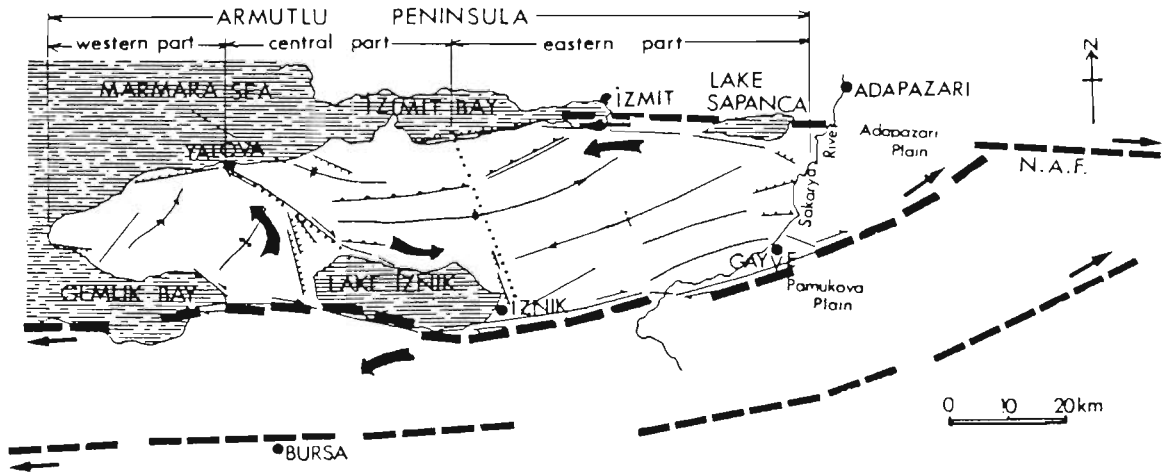 ARMUTLU PENINSULA
western part central part eastern part
N
MARMARA SEA
İZMIT BAY
İZMIT
LAKE
SAPANCA
ADAPAZARI
YALOVA
Sakarya River
Adapazarı
Plain
N.A.F.
GEMLIK BAY
LAKE İZNIK
İZNIK
GAYVE
Pamukova
Plain
0 10 20km
BURSA